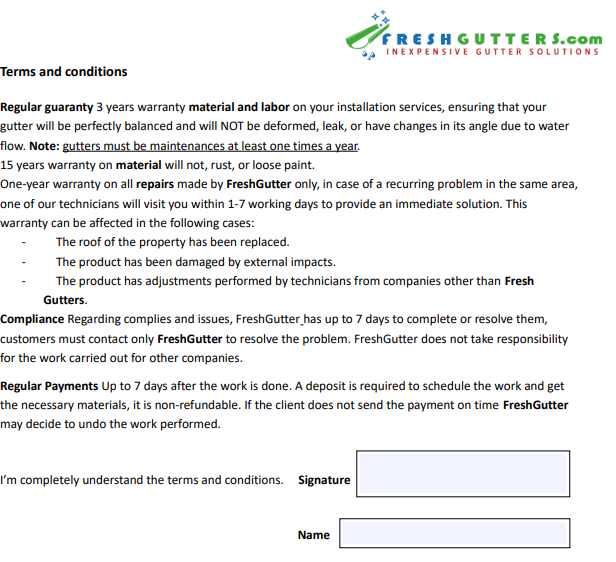 FRESHGUTTERS.com
INEXPENSIVE GUTTER SOLUTIONS
Terms and conditions
Regular guaranty 3 years warranty material and labor on your installation services, ensuring that your
gutter will be perfectly balanced and will NOT be deformed, leak, or have changes in its angle due to water
flow. Note: gutters must be maintenances at least one times a year.
15 years warranty on material will not, rust, or loose paint.
One-year warranty on all repairs made by FreshGutter only, in case of a recurring problem in the same area,
one of our technicians will visit you within 1-7 working days to provide an immediate solution. This
warranty can be affected in the following cases:
- The roof of the property has been replaced.
- The product has been damaged by external impacts.
- The product has adjustments performed by technicians from companies other than Fresh
Gutters.
Compliance Regarding complies and issues, FreshGutter has up to 7 days to complete or resolve them,
customers must contact only FreshGutter to resolve the problem. FreshGutter does not take responsibility
for the work carried out for other companies.
Regular Payments Up to 7 days after the work is done. A deposit is required to schedule the work and get
the necessary materials, it is non-refundable. If the client does not send the payment on time FreshGutter
may decide to undo the work performed.
I'm completely understand the terms and conditions. Signature
Name